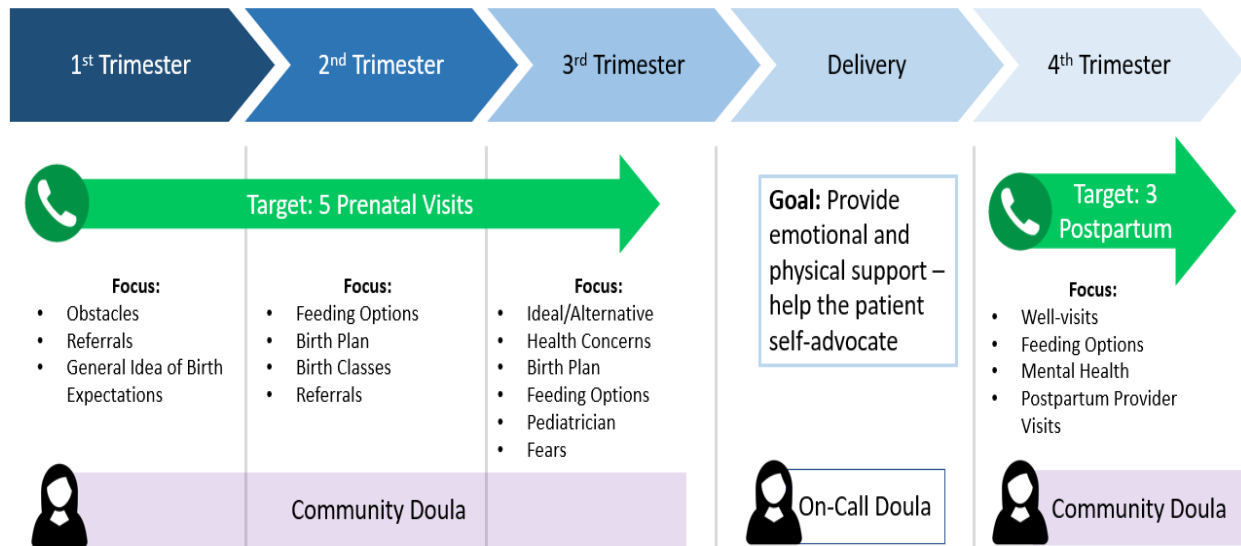 1st Trimester
2nd Trimester
3rd Trimester
Delivery
4th Trimester
Target: 5 Prenatal Visits
Focus:
• Obstacles
• Referrals
• General Idea of Birth
Expectations
Focus:
• Feeding Options
• Birth Plan
• Birth Classes
• Referrals
Focus:
• Ideal/Alternative
• Health Concerns
• Birth Plan
• Feeding Options
• Pediatrician
• Fears
Community Doula
Goal: Provide
emotional and
physical support –
help the patient
self-advocate
On-Call Doula
Target: 3
Postpartum
Focus:
• Well-visits
• Feeding Options
• Mental Health
• Postpartum Provider
Visits
Community Doula